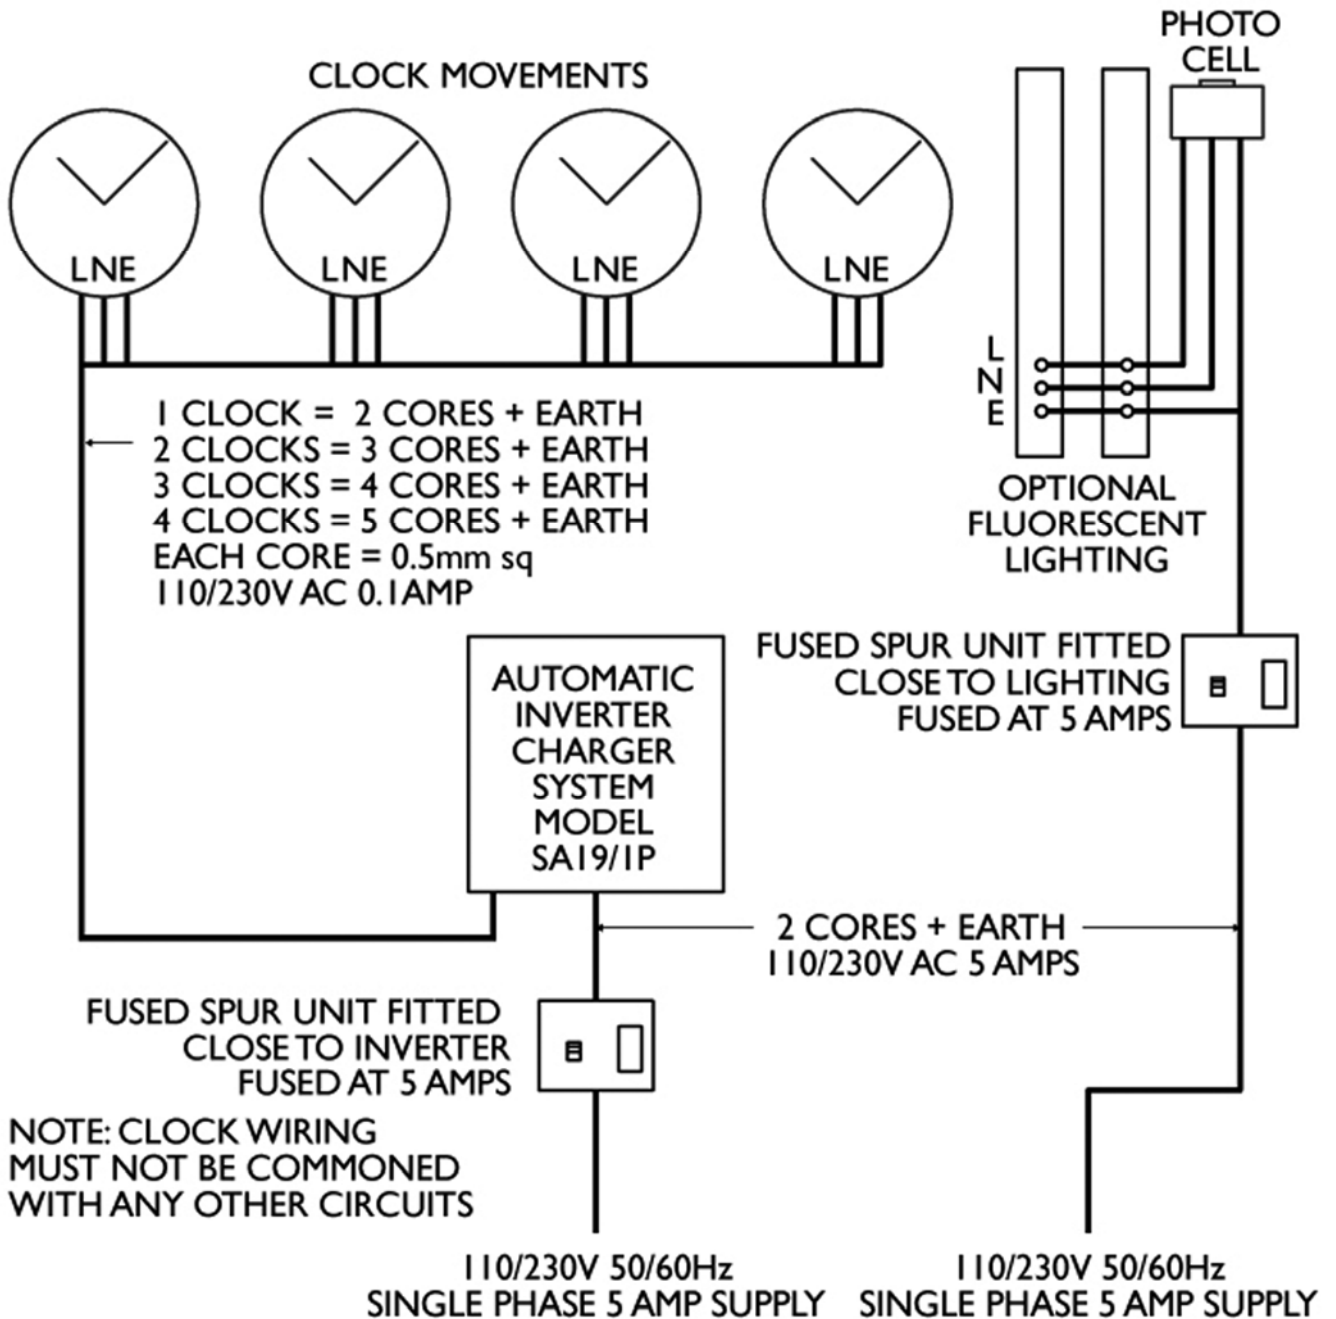 PHOTO
CELL
CLOCK MOVEMENTS
LNE
LNE
LNE
LNE
L
N
E
1 CLOCK = 2 CORES + EARTH
2 CLOCKS = 3 CORES + EARTH
3 CLOCKS = 4 CORES + EARTH
4 CLOCKS = 5 CORES + EARTH
EACH CORE = 0.5mm sq
110/230V AC 0.1AMP
OPTIONAL
FLUORESCENT
LIGHTING
AUTOMATIC
INVERTER
CHARGER
SYSTEM
MODEL
SA19/1P
FUSED SPUR UNIT FITTED
CLOSE TO LIGHTING
FUSED AT 5 AMPS
2 CORES + EARTH
110/230V AC 5 AMPS
FUSED SPUR UNIT FITTED
CLOSE TO INVERTER
FUSED AT 5 AMPS
NOTE: CLOCK WIRING
MUST NOT BE COMMONED
WITH ANY OTHER CIRCUITS
110/230V 50/60Hz
SINGLE PHASE 5 AMP SUPPLY
110/230V 50/60Hz
SINGLE PHASE 5 AMP SUPPLY